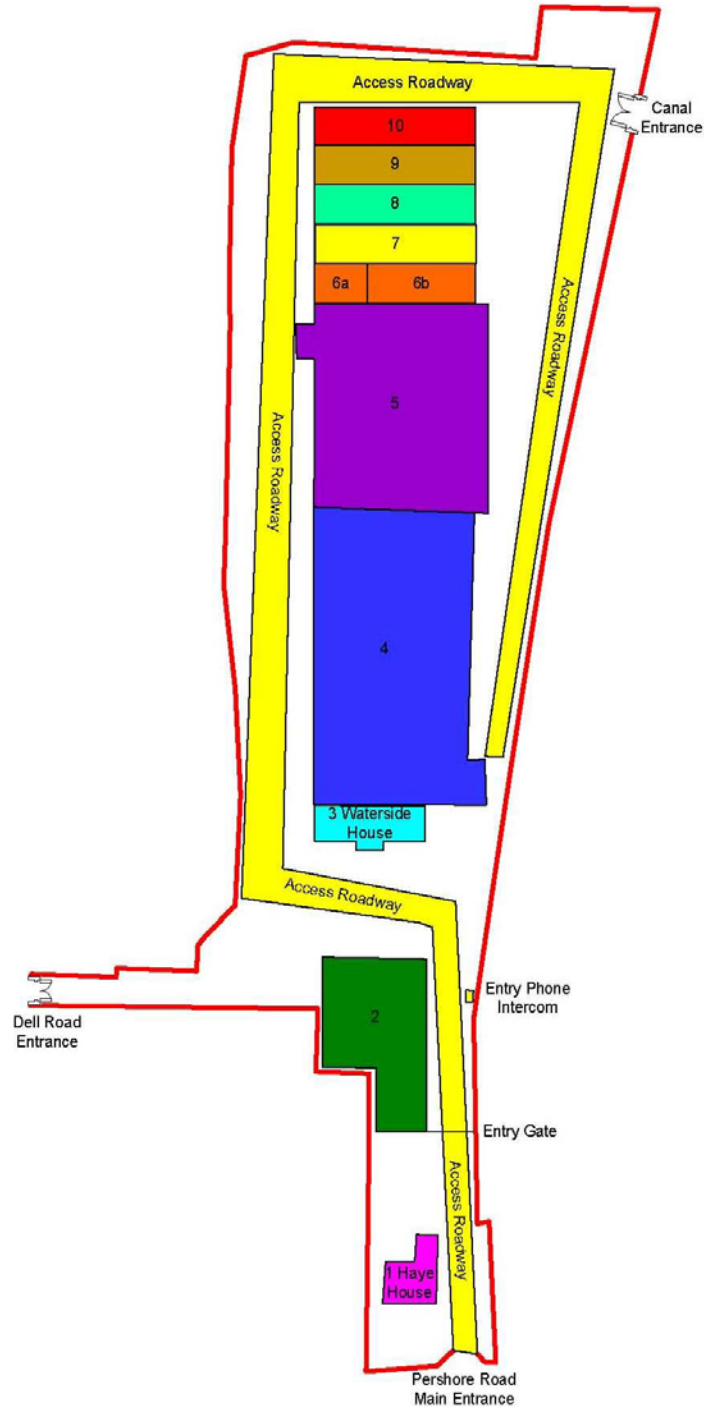 Access Roadway
Canal
Entrance
10
9
8
7
6a
6b
Access Roadway
5
Access Roadway
4
3 Waterside
House
Access Roadway
Entry Phone
Intercom
2
Dell Road
Entrance
Entry Gate
Access Roadway
1 Haye
House
Pershore Road
Main Entrance